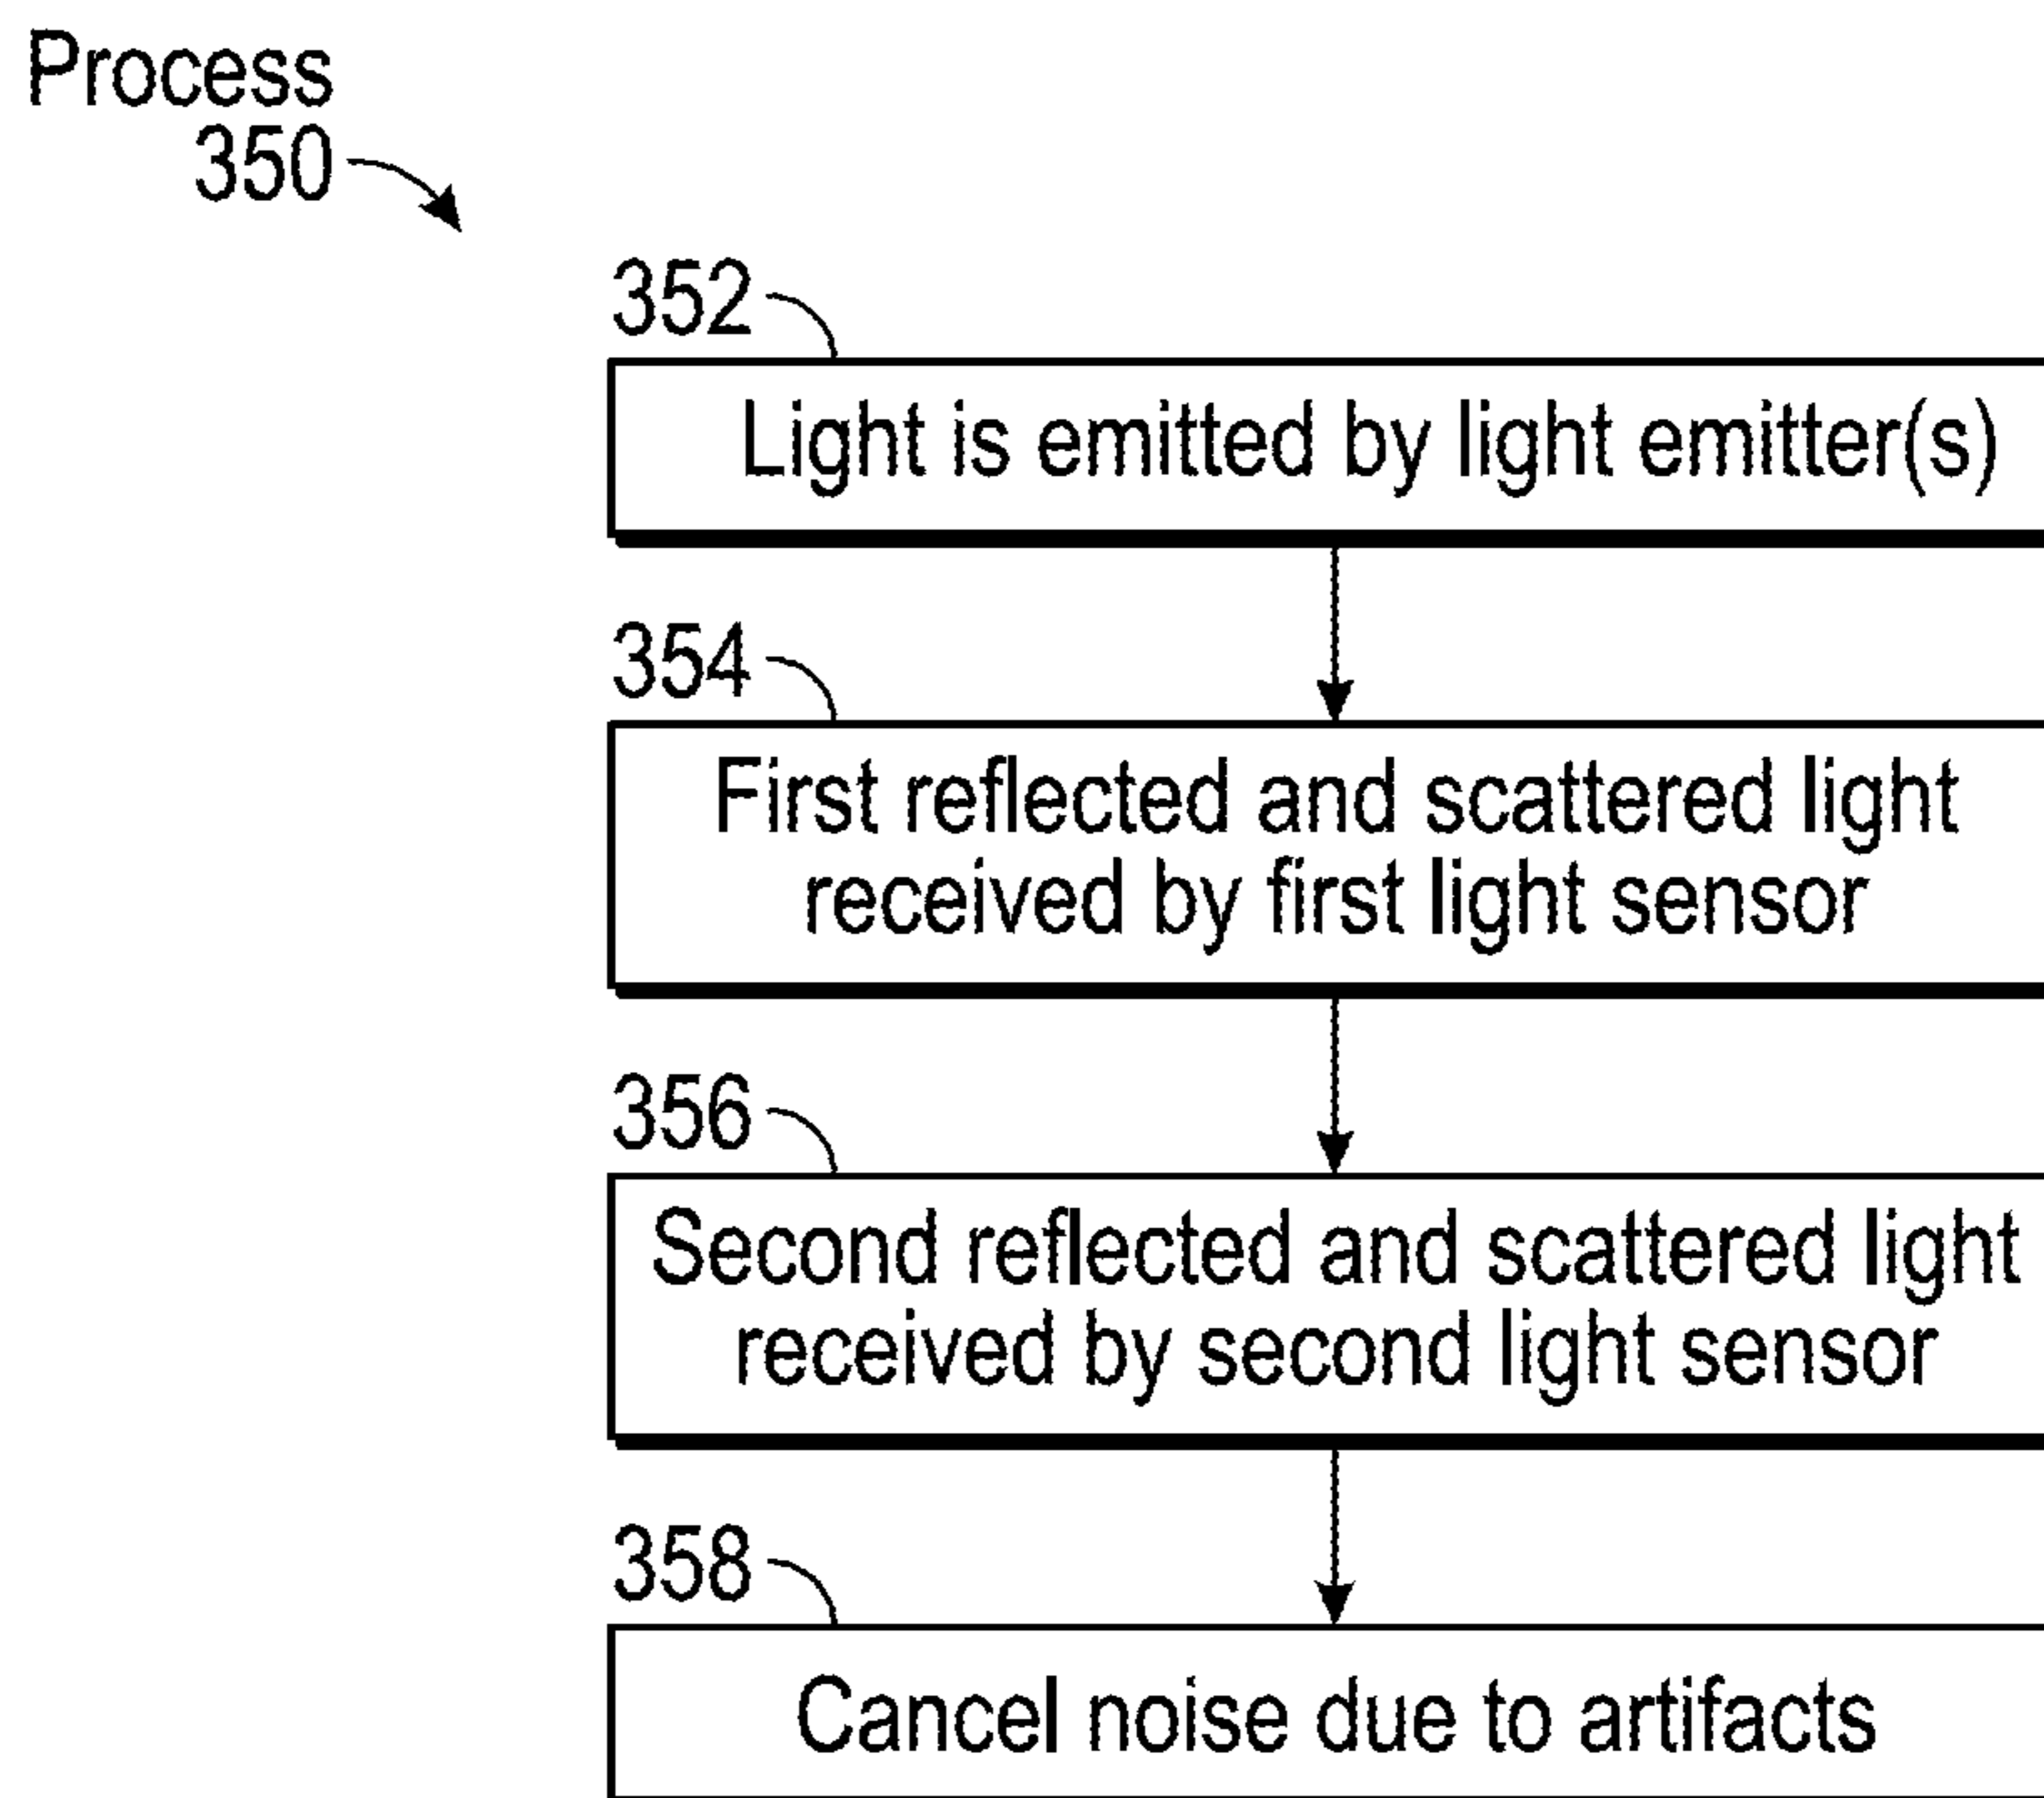 Process
350
352
Light is emitted by light emitter(s)
354
First reflected and scattered light
received by first light sensor
356
Second reflected and scattered light
received by second light sensor
358
Cancel noise due to artifacts